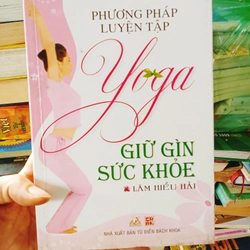 PHƯƠNG PHÁP
LUYỆN TẬP
Yoga
GIỮ GÌN
SỨC KHỎE
LÂM HIẾU HẢI
NHÀ XUẤT BẢN TỪ ĐIỂN BÁCH KHOA